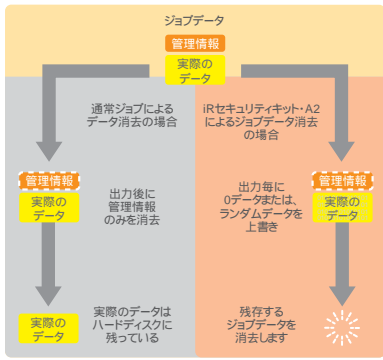 ジョブデータ
管理情報
実際の
データ
通常ジョブによる
データ消去の場合
iRセキュリティキット・A2
によるジョブデータ消去
の場合
管理情報
実際の
データ
出力後に
管理情報
のみを消去
出力毎に
0データまたは、
ランダムデータを
上書き
管理情報
実際の
データ
実際の
データ
実際のデータは
ハードディスクに
残っている
残存する
ジョブデータを
消去します